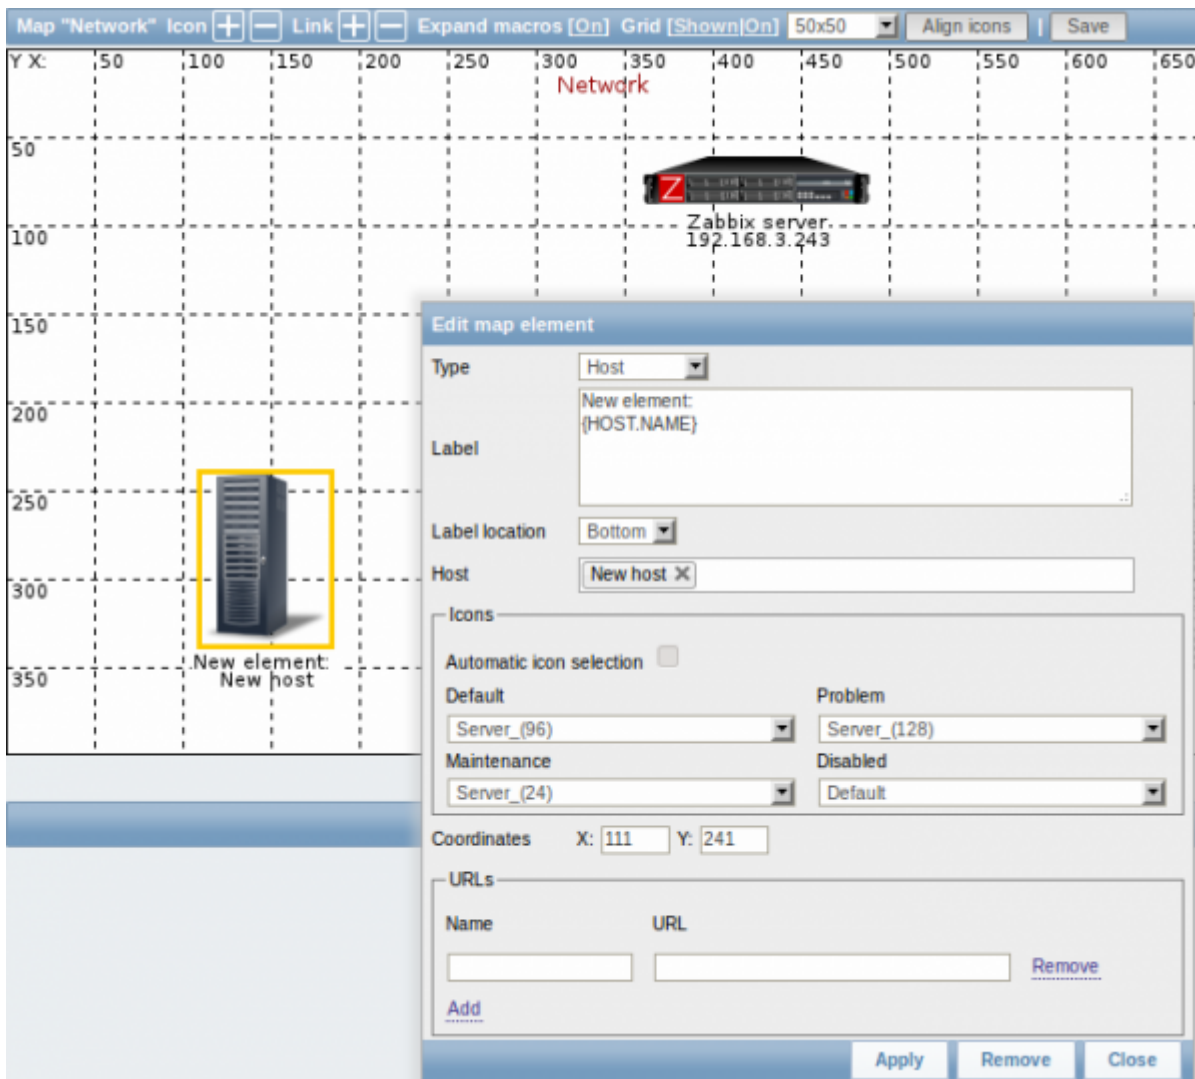 Map "Network" Icon + − Link + − Expand macros [On] Grid [Shown|On] 50x50 Align icons | Save
Y X: 50 100 150 200 250 300 350 400 450 500 550 600 650
Network
50
Z
Zabbix server
192.168.3.243
100
150
200
250
300
350
New element:
New host
Edit map element
Type Host
Label
New element:
{HOST.NAME}
Label location Bottom
Host New host
Icons
Automatic icon selection
Default Problem
Server_(96) Server_(128)
Maintenance Disabled
Server_(24) Default
Coordinates X: 111 Y: 241
URLs
Name URL
Remove
Add
Apply Remove Close